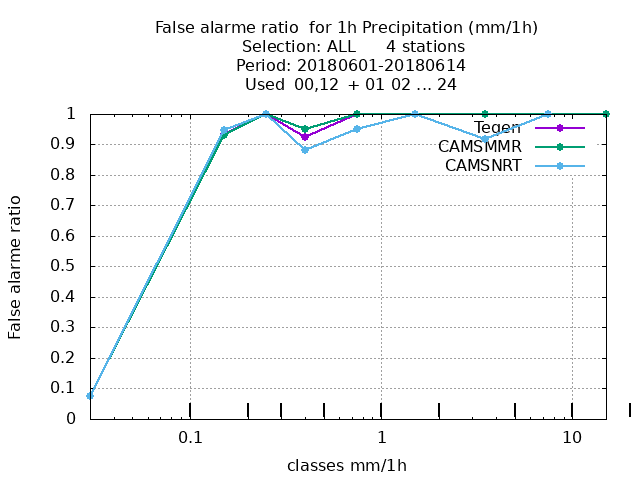 False alarme ratio  for 1h Precipitation (mm/1h)
Selection: ALL      4 stations
Period: 20180601-20180614
Used  00,12  + 01 02 ... 24
1
0.9
0.8
0.7
0.6
0.5
0.4
0.3
0.2
0.1
0
False alarme ratio
Tegen
CAMSMMR
CAMSNRT
0.1 1 10
classes mm/1h